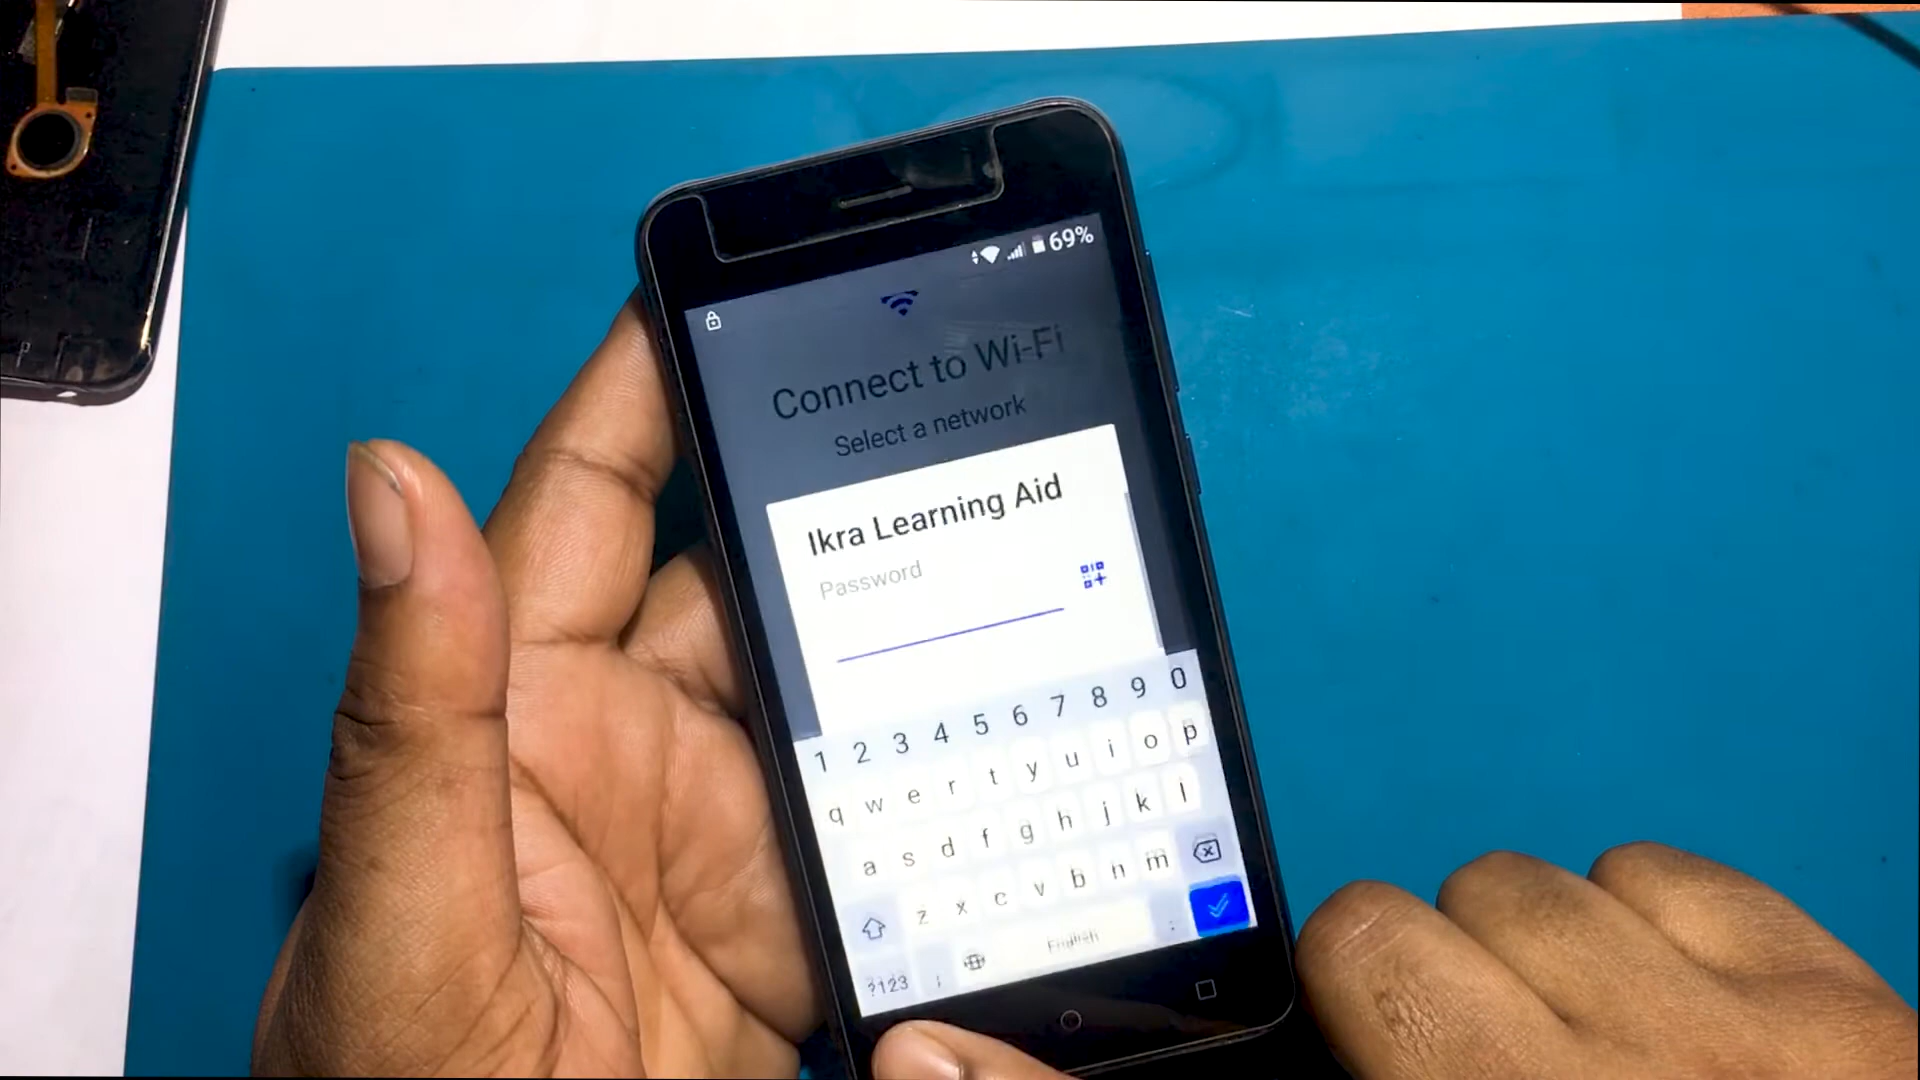 69%
Connect to Wi-Fi
Select a network
Ikra Learning Aid
Password
1 2 3 4 5 6 7 8 9 0
q w e r t y u i o p
a s d f g h j k l
z x c v b n m
?123 , English .